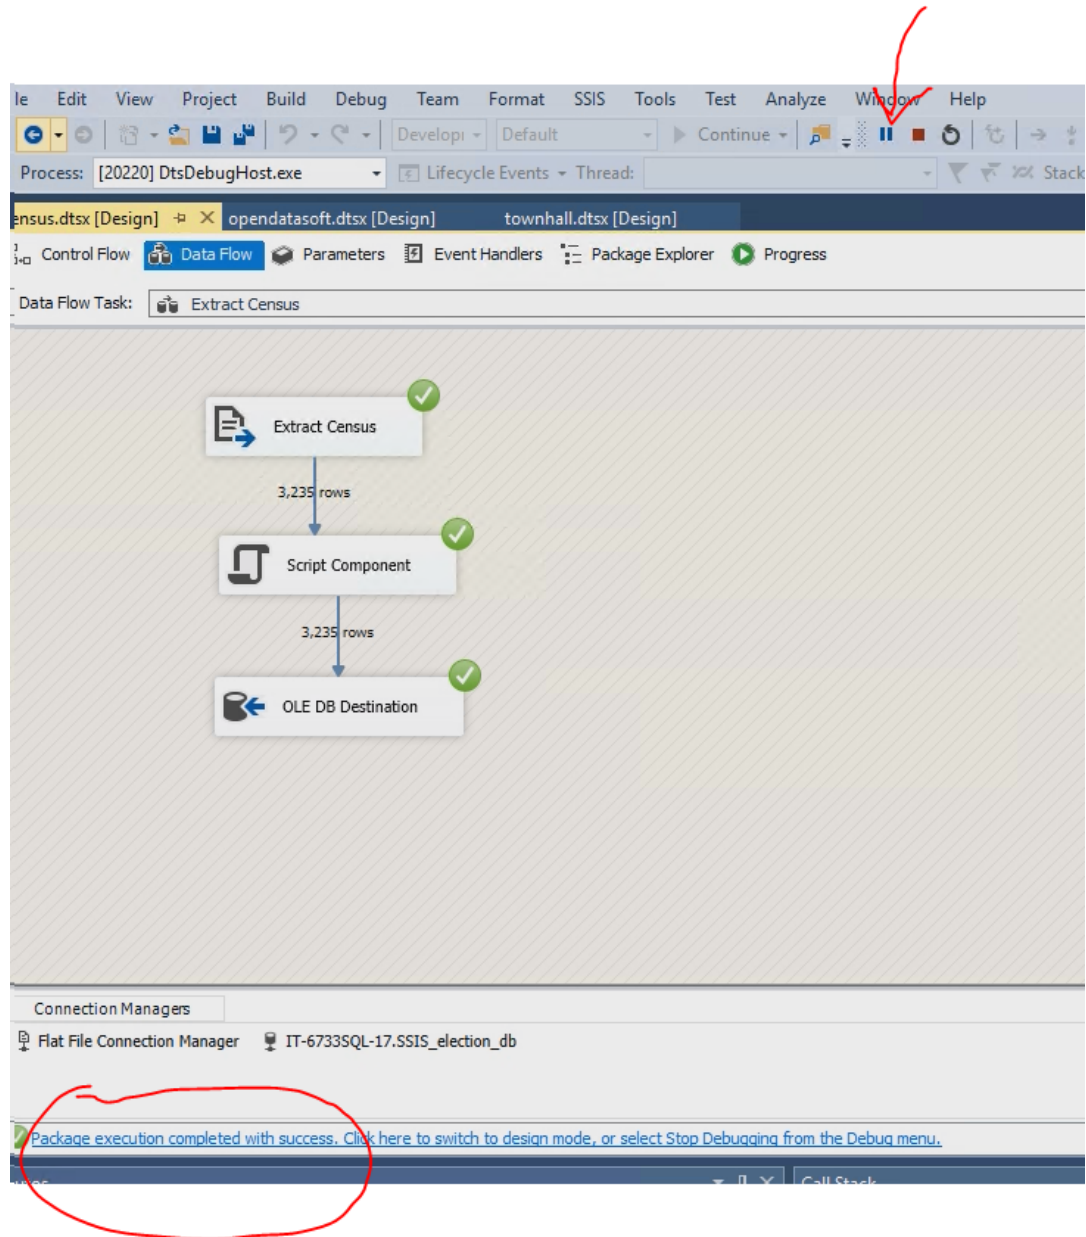 le Edit View Project Build Debug Team Format SSIS Tools Test Analyze Window Help
Developı Default Continue
Process: [20220] DtsDebugHost.exe Lifecycle Events Thread: Stack
ensus.dtsx [Design] opendatasoft.dtsx [Design] townhall.dtsx [Design]
Control Flow Data Flow Parameters Event Handlers Package Explorer Progress
Data Flow Task: Extract Census
Extract Census
3,235 rows
Script Component
3,235 rows
OLE DB Destination
Connection Managers
Flat File Connection Manager IT-6733SQL-17.SSIS_election_db
Package execution completed with success. Click here to switch to design mode, or select Stop Debugging from the Debug menu.
Call Stack